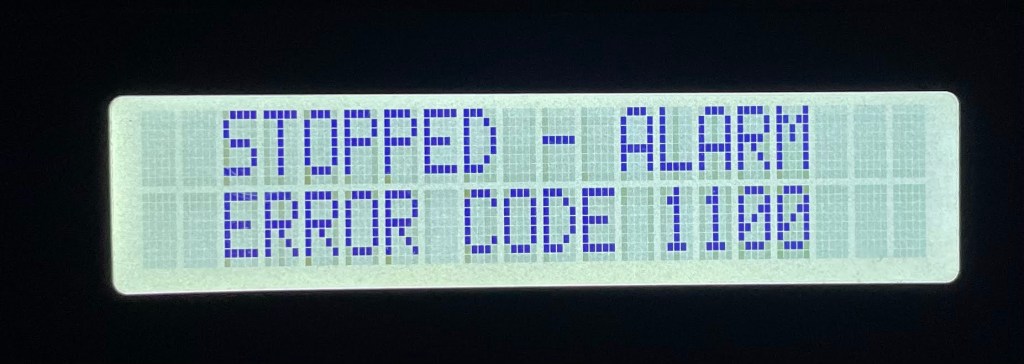 STOPPED - ALARM
ERROR CODE 1100